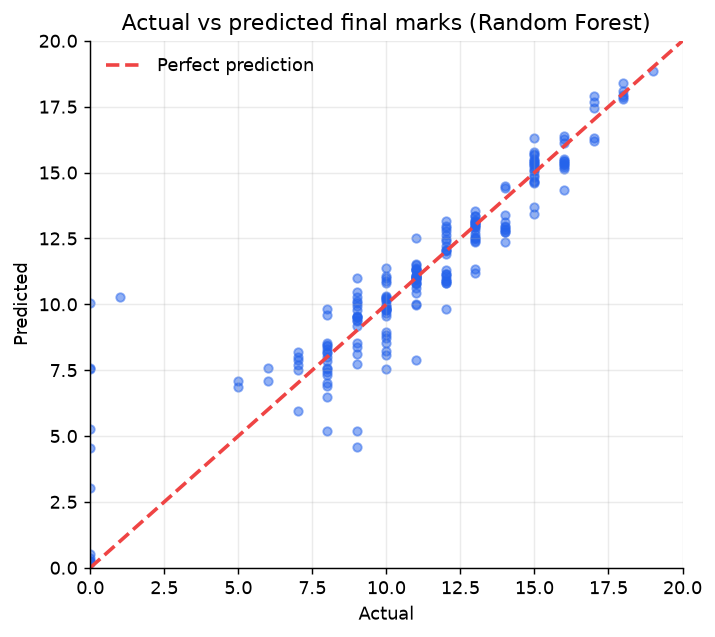 Actual vs predicted final marks (Random Forest)
20.0
Perfect prediction
17.5
15.0
12.5
10.0
7.5
5.0
2.5
0.0
Predicted
0.0 2.5 5.0 7.5 10.0 12.5 15.0 17.5 20.0
Actual